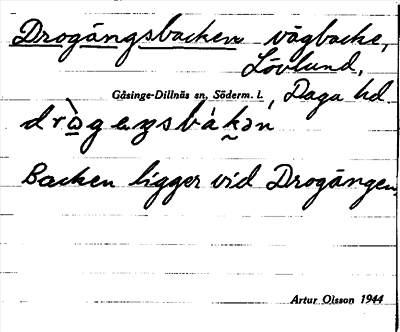 Drogängsbacken vägbacke,
Lövlund,
Gåsinge-Dillnäs sn, Söderm. l., Daga hd
Backen ligger vid Drogängen.
Artur Olsson 1944